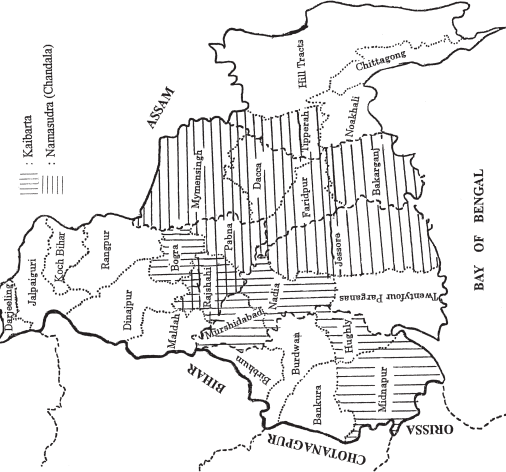 : Kaibarta
: Namasudra (Chandala)
ASSAM
Hill Tracts
Chittagong
Noakhali
Tipperah
Mymensingh
Dacca
Faridpur
Bakarganj
BAY OF BENGAL
Darjeeling
Jalpaiguri
Koch Bihar
Rangpur
Dinajpur
Bogra
Pabna
Rajshahi
Maldah
Murshidabad
Nadia
Jessore
Twentyfour Parganas
BIHAR
Birbhum
Burdwan
Hughly
Bankura
Midnapur
CHOTANAGPUR
ORISSA